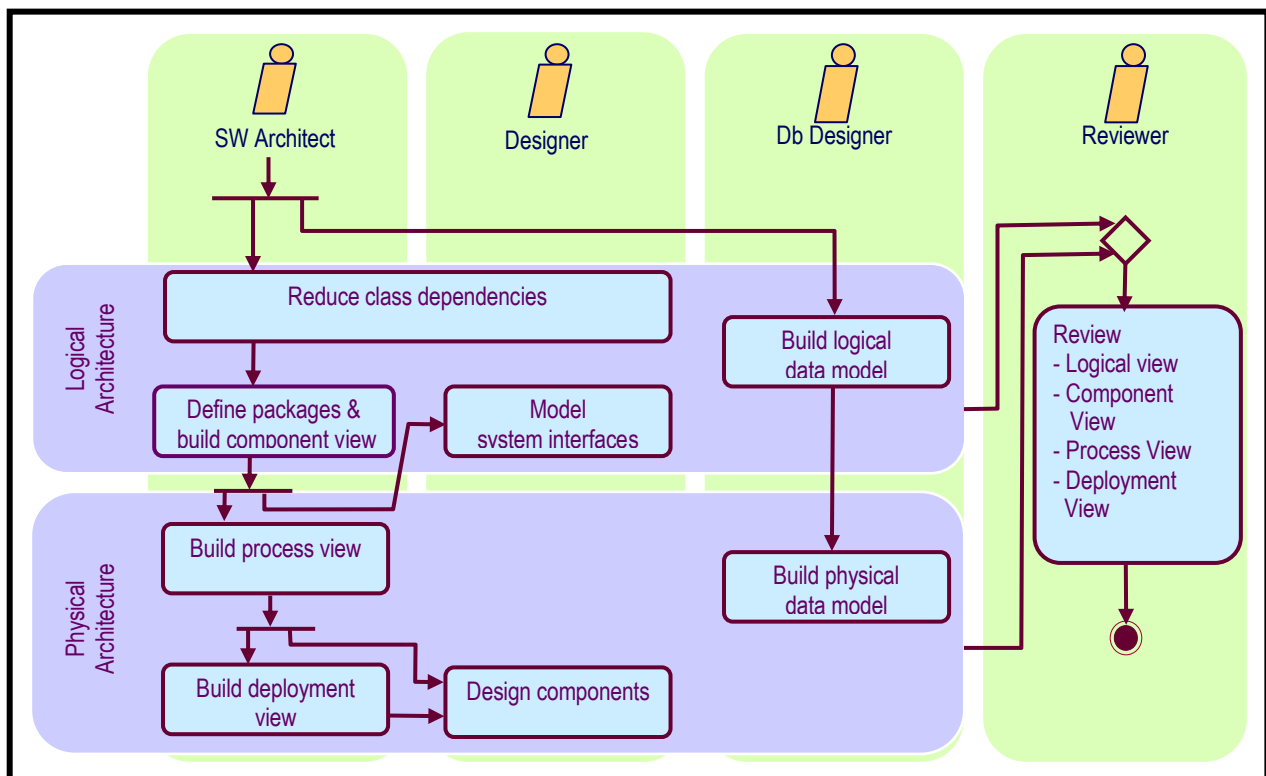 SW Architect
Designer
Db Designer
Reviewer
Logical
Architecture
Reduce class dependencies
Build logical
data model
Define packages &
build component view
Model
system interfaces
Review
- Logical view
- Component
View
- Process View
- Deployment
View
Physical
Architecture
Build process view
Build physical
data model
Build deployment
view
Design components